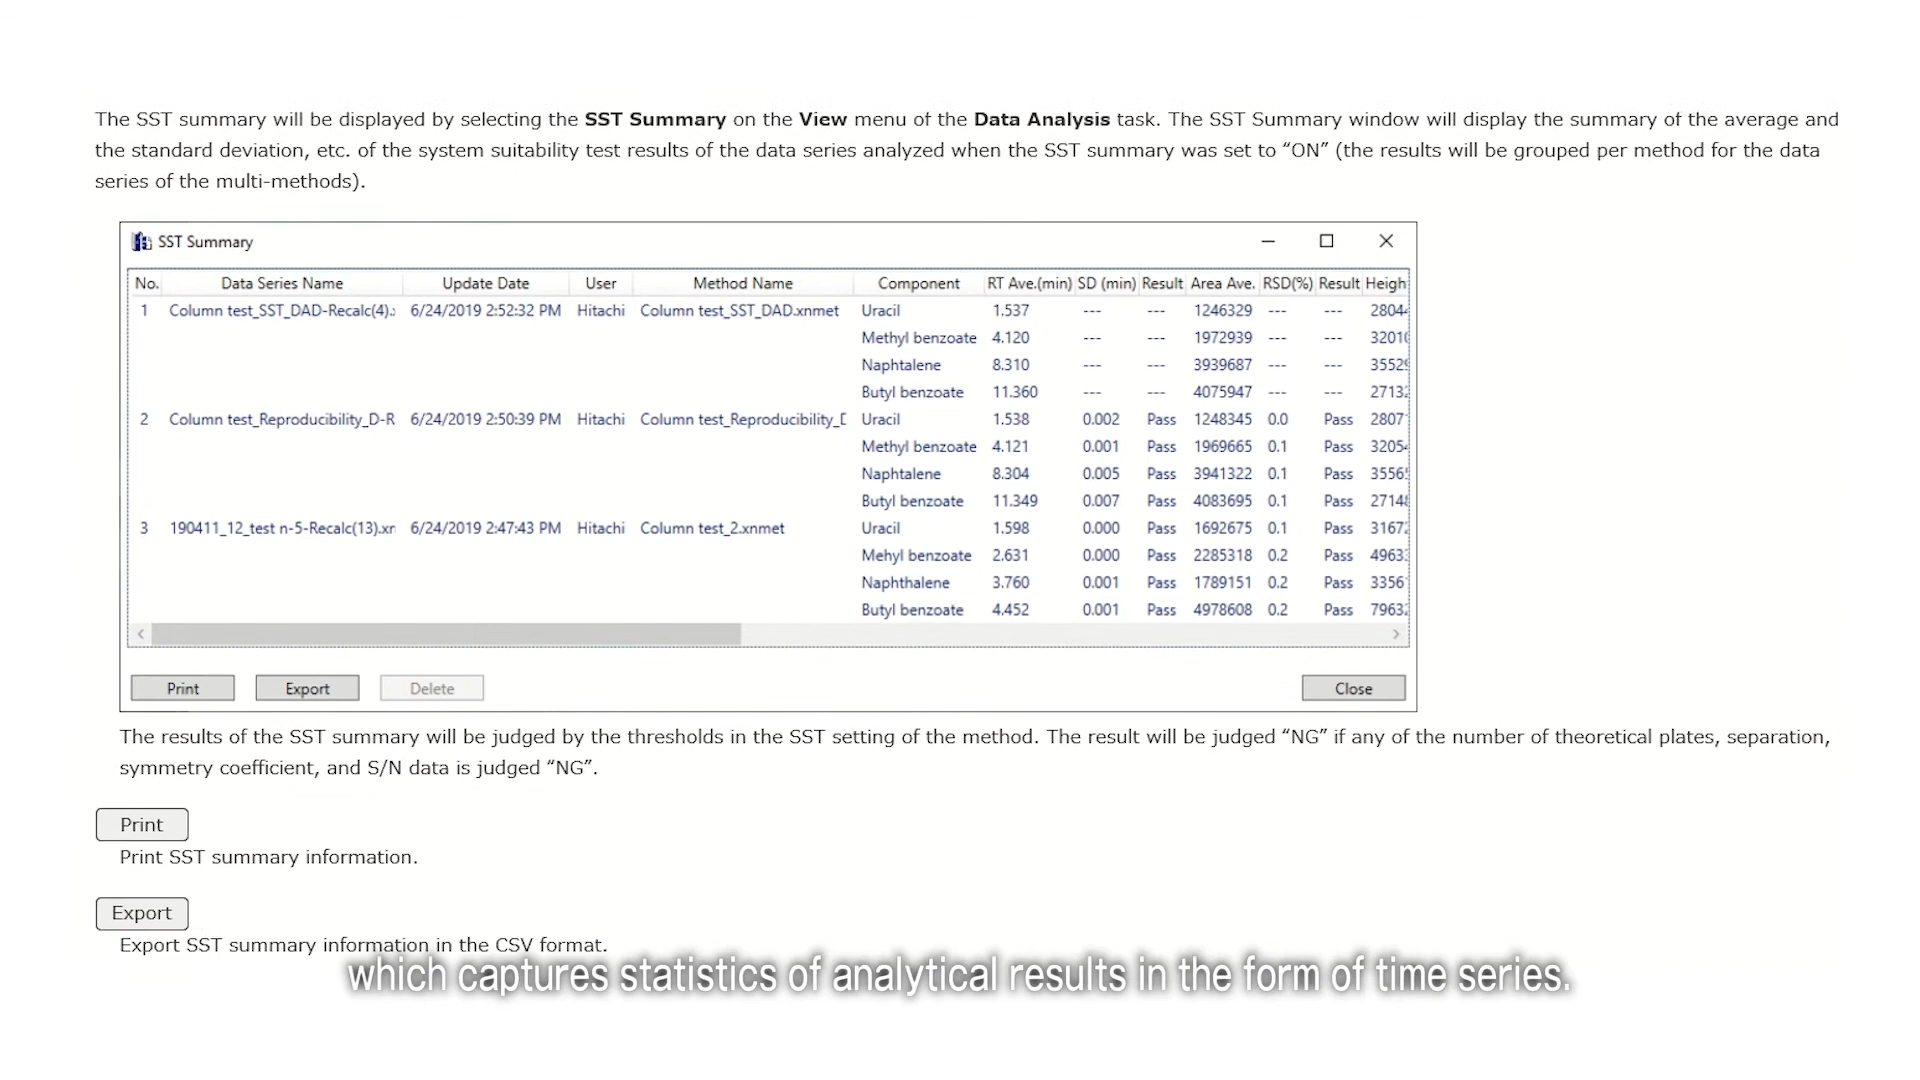 The SST summary will be displayed by selecting the SST Summary on the View menu of the Data Analysis task. The SST Summary window will display the summary of the average and
the standard deviation, etc. of the system suitability test results of the data series analyzed when the SST summary was set to “ON” (the results will be grouped per method for the data
series of the multi-methods).
SST Summary
No. Data Series Name Update Date User Method Name Component RT Ave.(min) SD (min) Result Area Ave. RSD(%) Result Heigh
1 Column test_SST_DAD-Recalc(4). 6/24/2019 2:52:32 PM Hitachi Column test_SST_DAD.xnmet Uracil 1.537 --- --- 1246329 --- --- 2804
Methyl benzoate 4.120 --- --- 1972939 --- --- 3201
Naphtalene 8.310 --- --- 3939687 --- --- 3552
Butyl benzoate 11.360 --- --- 4075947 --- --- 2713
2 Column test_Reproducibility_D-R 6/24/2019 2:50:39 PM Hitachi Column test_Reproducibility_ Uracil 1.538 0.002 Pass 1248345 0.0 Pass 2807
Methyl benzoate 4.121 0.001 Pass 1969665 0.1 Pass 3205
Naphtalene 8.304 0.005 Pass 3941322 0.1 Pass 3556
Butyl benzoate 11.349 0.007 Pass 4083695 0.1 Pass 2714
3 190411_12_test n-5-Recalc(13).xn 6/24/2019 2:47:43 PM Hitachi Column test_2.xnmet Uracil 1.598 0.000 Pass 1692675 0.1 Pass 3167
Mehyl benzoate 2.631 0.000 Pass 2285318 0.2 Pass 4963
Naphthalene 3.760 0.001 Pass 1789151 0.2 Pass 3356
Butyl benzoate 4.452 0.001 Pass 4978608 0.2 Pass 7963
Print Export Delete Close
The results of the SST summary will be judged by the thresholds in the SST setting of the method. The result will be judged “NG” if any of the number of theoretical plates, separation,
symmetry coefficient, and S/N data is judged “NG”.
Print
Print SST summary information.
Export
Export SST summary information in the CSV format.
which captures statistics of analytical results in the form of time series.